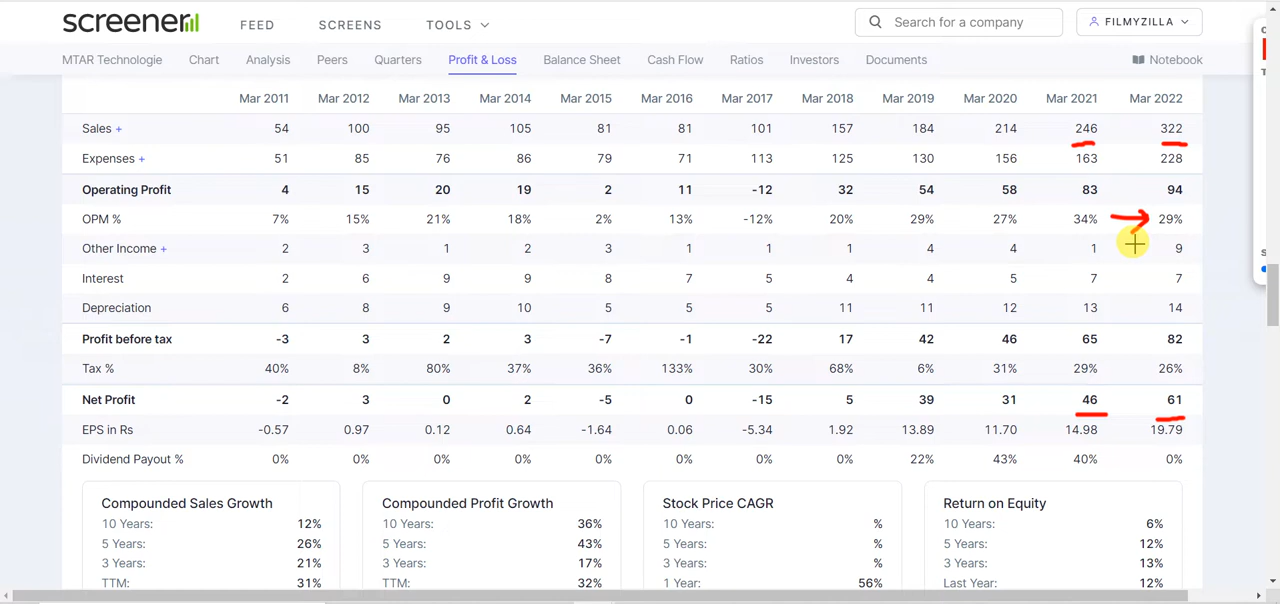 screener FEED SCREENS TOOLS Search for a company FILMYZILLA
MTAR Technologie Chart Analysis Peers Quarters Profit & Loss Balance Sheet Cash Flow Ratios Investors Documents Notebook
Mar 2011 Mar 2012 Mar 2013 Mar 2014 Mar 2015 Mar 2016 Mar 2017 Mar 2018 Mar 2019 Mar 2020 Mar 2021 Mar 2022
Sales + 54 100 95 105 81 81 101 157 184 214 246 322
Expenses + 51 85 76 86 79 71 113 125 130 156 163 228
Operating Profit 4 15 20 19 2 11 -12 32 54 58 83 94
OPM % 7% 15% 21% 18% 2% 13% -12% 20% 29% 27% 34% 29%
Other Income + 2 3 1 2 3 1 1 1 4 4 1 9
Interest 2 6 9 9 8 7 5 4 4 5 7 7
Depreciation 6 8 9 10 5 5 5 11 11 12 13 14
Profit before tax -3 3 2 3 -7 -1 -22 17 42 46 65 82
Tax % 40% 8% 80% 37% 36% 133% 30% 68% 6% 31% 29% 26%
Net Profit -2 3 0 2 -5 0 -15 5 39 31 46 61
EPS in Rs -0.57 0.97 0.12 0.64 -1.64 0.06 -5.34 1.92 13.89 11.70 14.98 19.79
Dividend Payout % 0% 0% 0% 0% 0% 0% 0% 0% 22% 43% 40% 0%
Compounded Sales Growth Compounded Profit Growth Stock Price CAGR Return on Equity
10 Years: 12% 10 Years: 36% 10 Years: % 10 Years: 6%
5 Years: 26% 5 Years: 43% 5 Years: % 5 Years: 12%
3 Years: 21% 3 Years: 17% 3 Years: % 3 Years: 13%
TTM: 31% TTM: 32% 1 Year: 56% Last Year: 12%